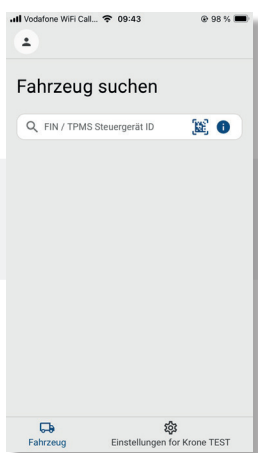 Vodafone WiFi Call... 09:43 98 %
Fahrzeug suchen
FIN / TPMS Steuergerät ID
Fahrzeug
Einstellungen for Krone TEST